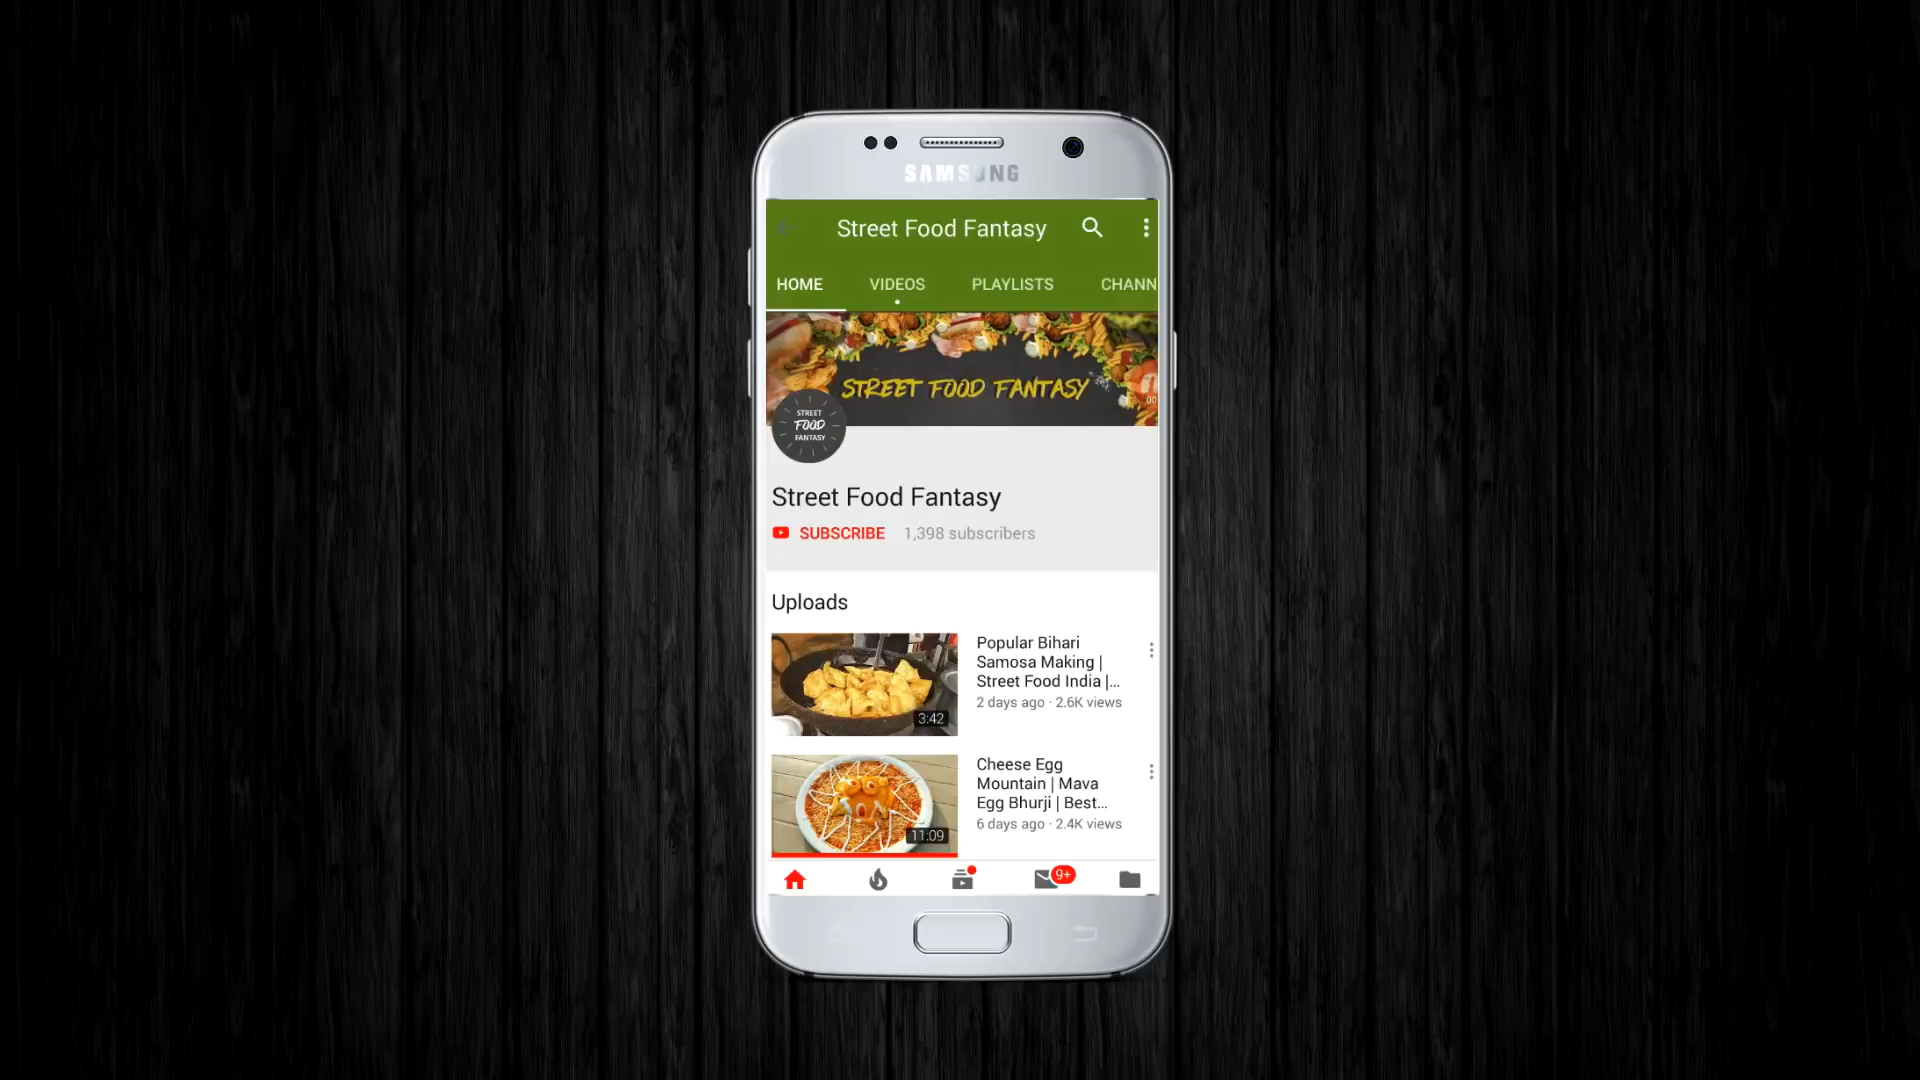 SAMSUNG
Street Food Fantasy
HOME VIDEOS PLAYLISTS CHANN
STREET FOOD FANTASY
00
STREET
FOOD
FANTASY
Street Food Fantasy
SUBSCRIBE 1,398 subscribers
Uploads
Popular Bihari
Samosa Making |
Street Food India |...
2 days ago · 2.6K views
3:42
Cheese Egg
Mountain | Mava
Egg Bhurji | Best...
6 days ago · 2.4K views
11:09
9+